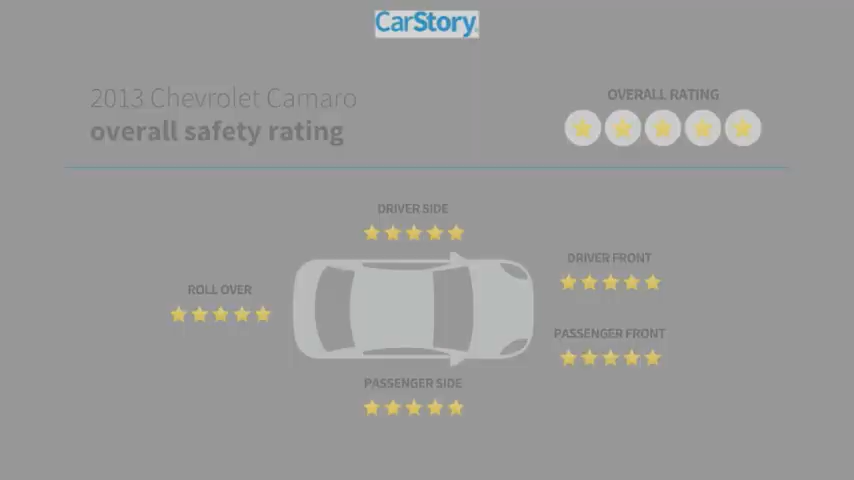 CarStory
2013 Chevrolet Camaro
overall safety rating
OVERALL RATING
DRIVER SIDE
DRIVER FRONT
ROLL OVER
PASSENGER FRONT
PASSENGER SIDE